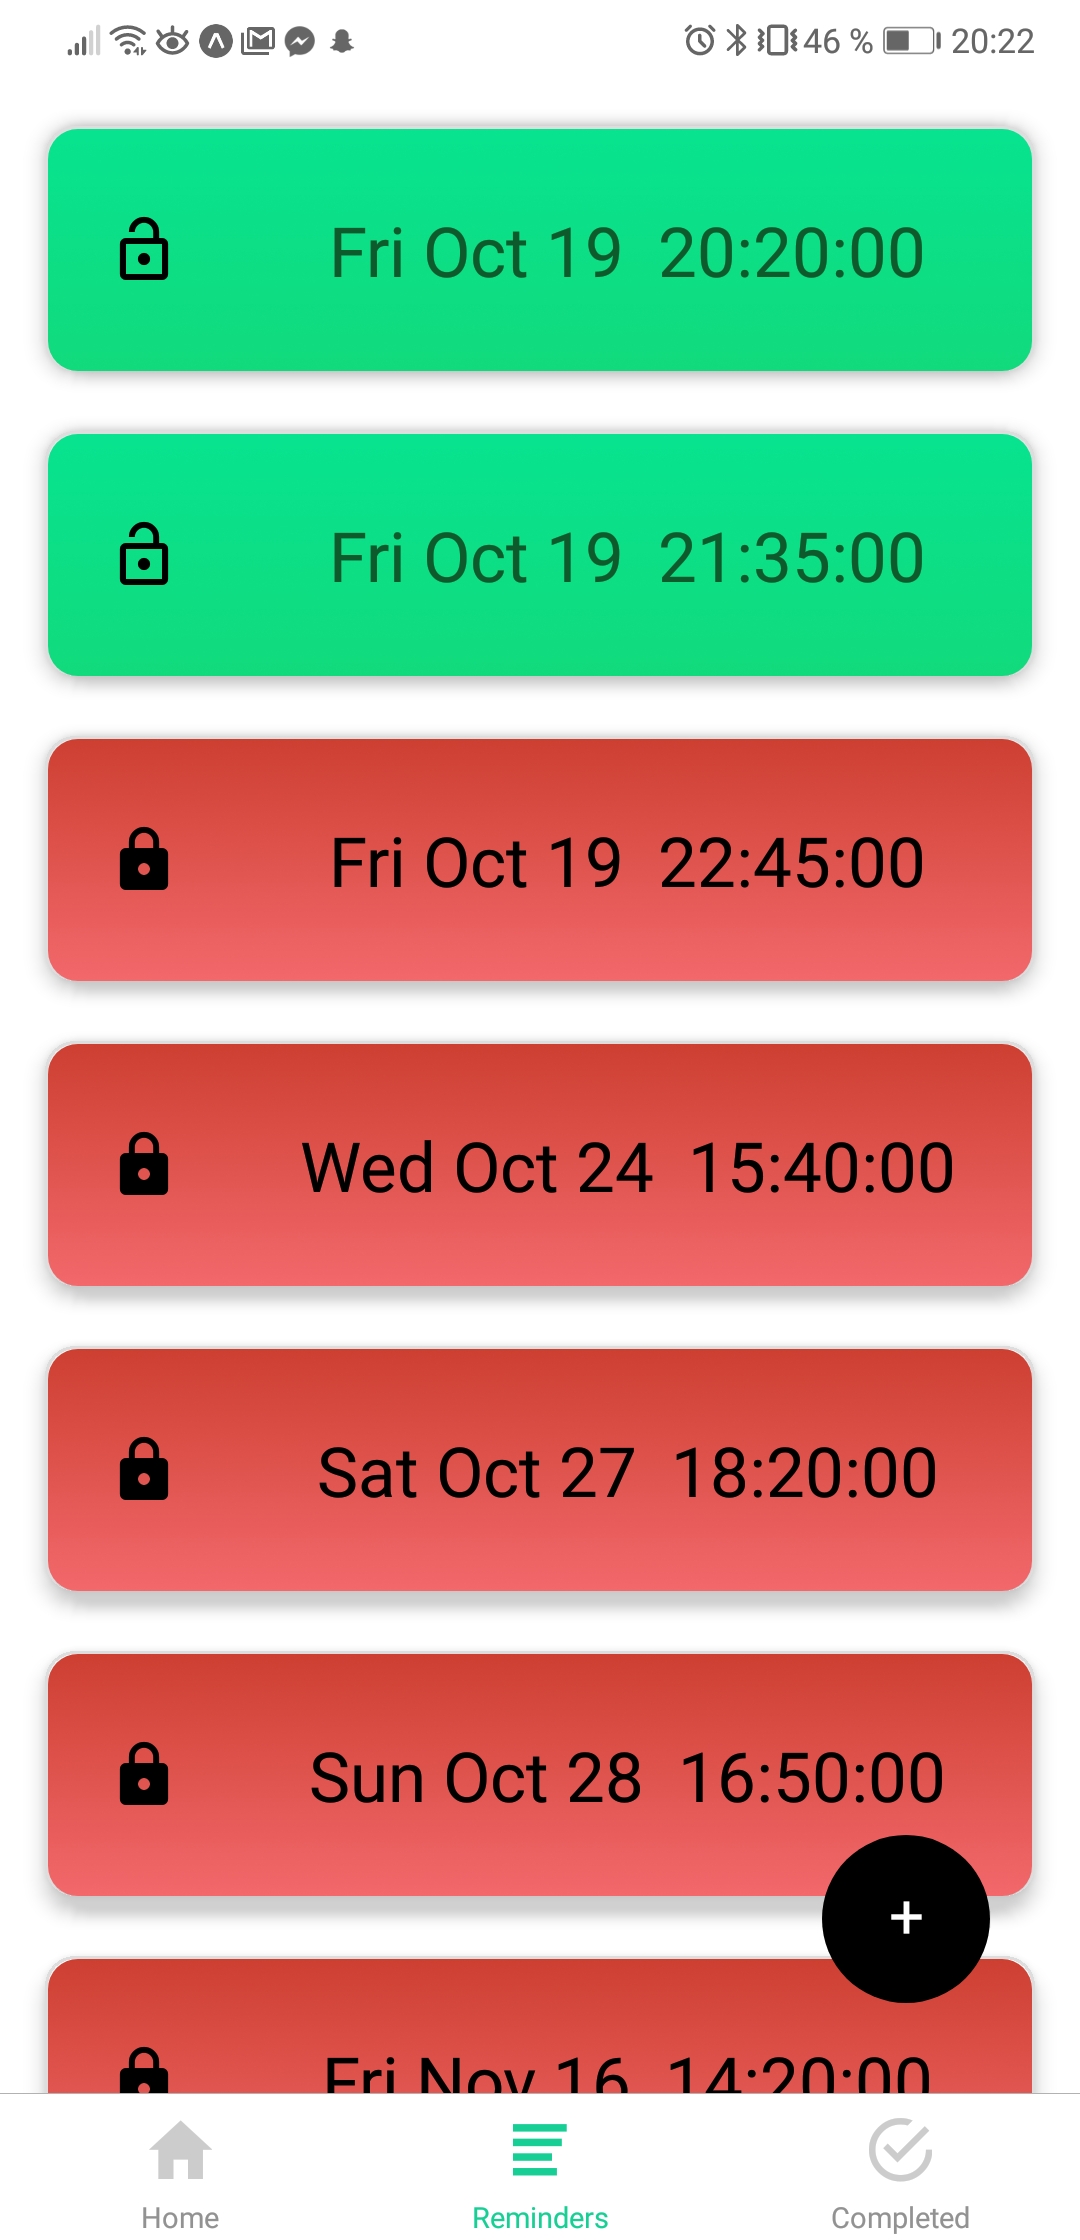 46 % 20:22
Fri Oct 19 20:20:00
Fri Oct 19 21:35:00
Fri Oct 19 22:45:00
Wed Oct 24 15:40:00
Sat Oct 27 18:20:00
Sun Oct 28 16:50:00
+
Fri Nov 16 14:20:00
Home Reminders Completed